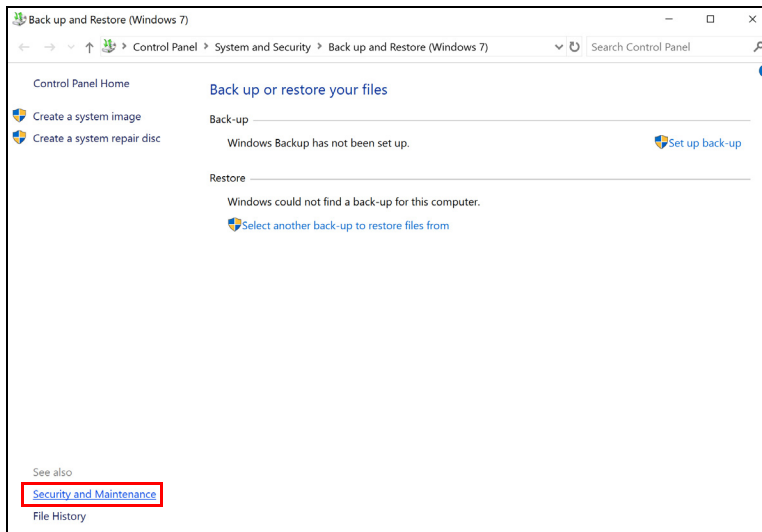 Back up and Restore (Windows 7)
Control Panel > System and Security > Back up and Restore (Windows 7)
Search Control Panel
Control Panel Home
Create a system image
Create a system repair disc
Back up or restore your files
Back-up
Windows Backup has not been set up.
Set up back-up
Restore
Windows could not find a back-up for this computer.
Select another back-up to restore files from
See also
Security and Maintenance
File History